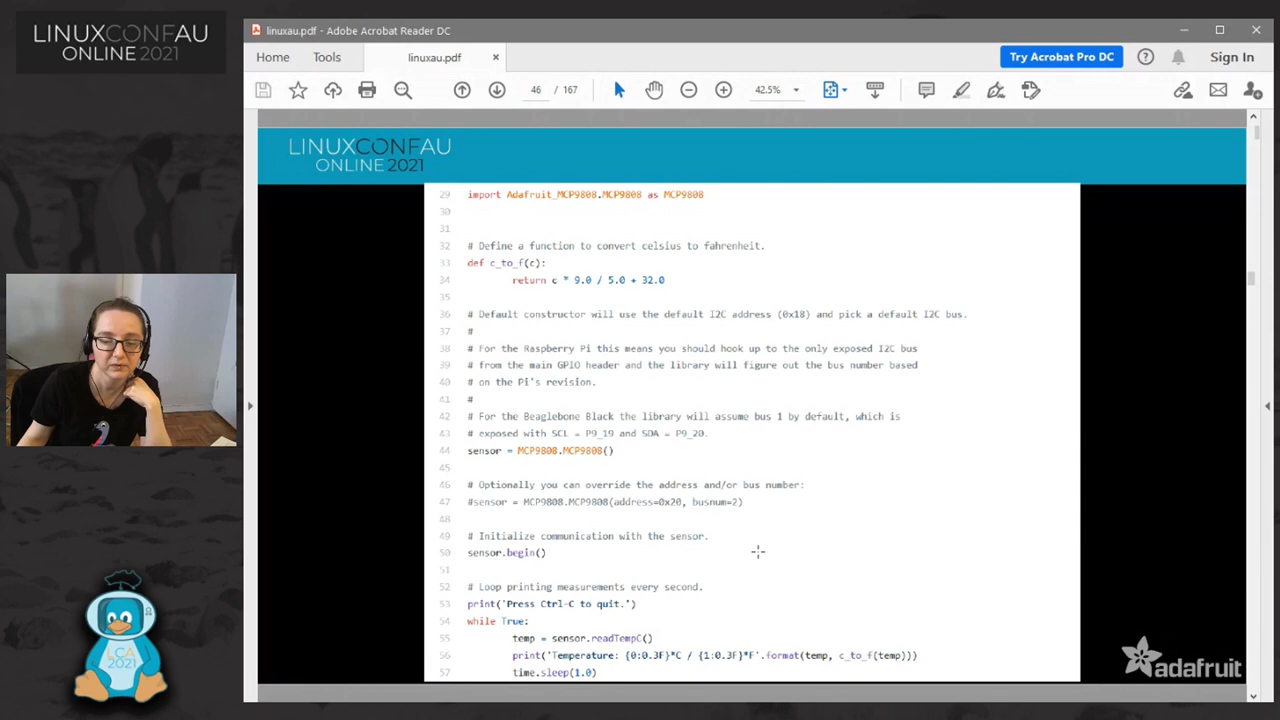 LINUXCONFAU
ONLINE 2021
linuxau.pdf - Adobe Acrobat Reader DC
Home
Tools
linuxau.pdf
×
Try Acrobat Pro DC
Sign In
46 / 167
42.5%
LINUXCONFAU
ONLINE 2021
29 import Adafruit_MCP9808.MCP9808 as MCP9808
30
31
32 # Define a function to convert celsius to fahrenheit.
33 def c_to_f(c):
34 return c * 9.0 / 5.0 + 32.0
35
36 # Default constructor will use the default I2C address (0x18) and pick a default I2C bus.
37 #
38 # For the Raspberry Pi this means you should hook up to the only exposed I2C bus
39 # from the main GPIO header and the library will figure out the bus number based
40 # on the Pi's revision.
41 #
42 # For the Beaglebone Black the library will assume bus 1 by default, which is
43 # exposed with SCL = P9_19 and SDA = P9_20.
44 sensor = MCP9808.MCP9808()
45
46 # Optionally you can override the address and/or bus number:
47 #sensor = MCP9808.MCP9808(address=0x20, busnum=2)
48
49 # Initialize communication with the sensor.
50 sensor.begin()
51
52 # Loop printing measurements every second.
53 print('Press Ctrl-C to quit.')
54 while True:
55 temp = sensor.readTempC()
56 print('Temperature: {0:0.3F}*C / {1:0.3F}*F'.format(temp, c_to_f(temp)))
57 time.sleep(1.0)
LCA
2021
adafruit